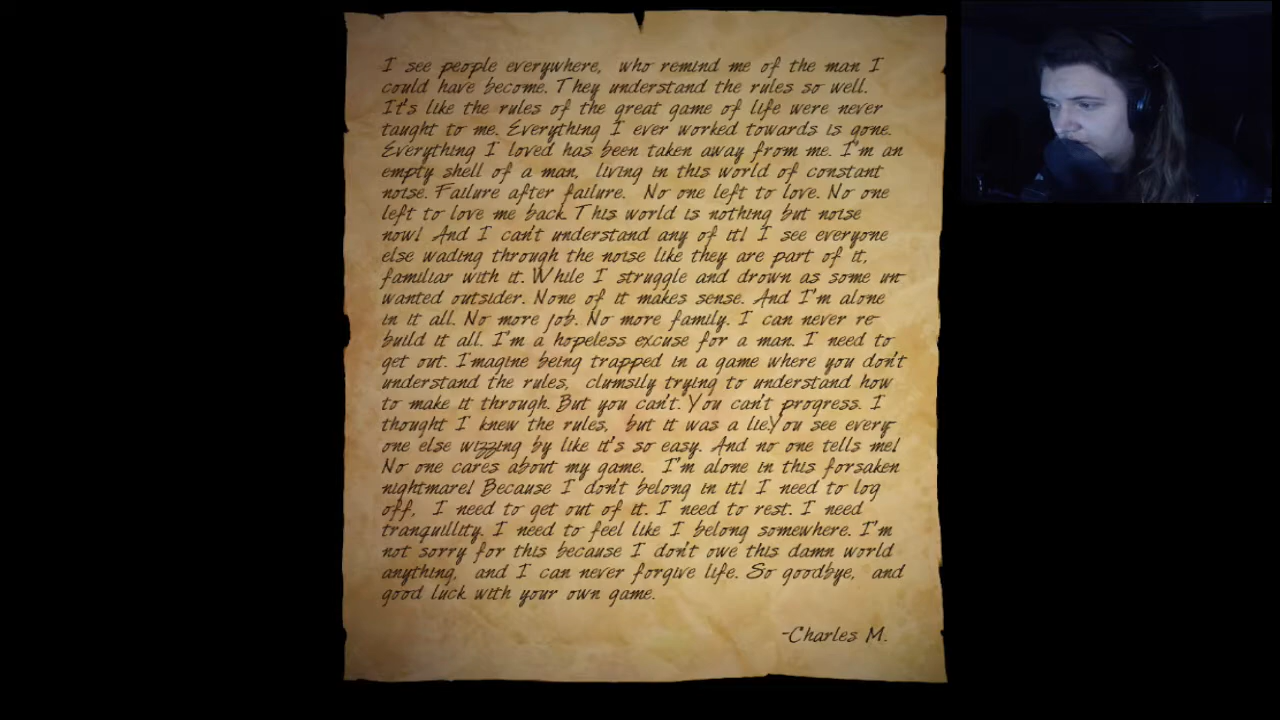 I see people everywhere, who remind me of the man I
could have become. They understand the rules so well.
It's like the rules of the great game of life were never
taught to me. Everything I ever worked towards is gone.
Everything I loved has been taken away from me. I'm an
empty shell of a man, living in this world of constant
noise. Failure after failure. No one left to love. No one
left to love me back. This world is nothing but noise
now! And I can't understand any of it! I see everyone
else wading through the noise like they are part of it,
familiar with it. While I struggle and drown as some un-
wanted outsider. None of it makes sense. And I'm alone
in it all. No more job. No more family. I can never re-
build it all. I'm a hopeless excuse for a man. I need to
get out. Imagine being trapped in a game where you don't
understand the rules, clumsily trying to understand how
to make it through. But you can't. You can't progress. I
thought I knew the rules, but it was a lie.You see every-
one else wizzing by like it's so easy. And no one tells me!
No one cares about my game. I'm alone in this forsaken
nightmare! Because I don't belong in it! I need to log
off, I need to get out of it. I need to rest. I need
tranquillity. I need to feel like I belong somewhere. I'm
not sorry for this because I don't owe this damn world
anything, and I can never forgive life. So goodbye, and
good luck with your own game.
-Charles M.